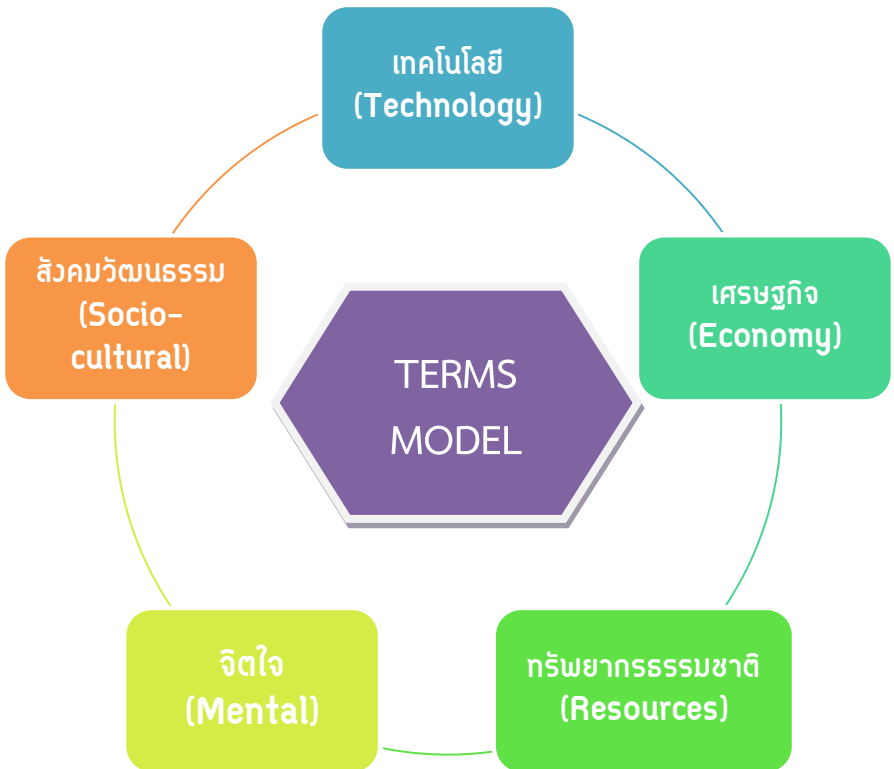 เทคโนโลยี
(Technology)
เศรษฐกิจ
(Economy)
ทรัพยากรธรรมชาติ
(Resources)
จิตใจ
(Mental)
สังคมวัฒนธรรม
(Socio-
cultural)
TERMS
MODEL